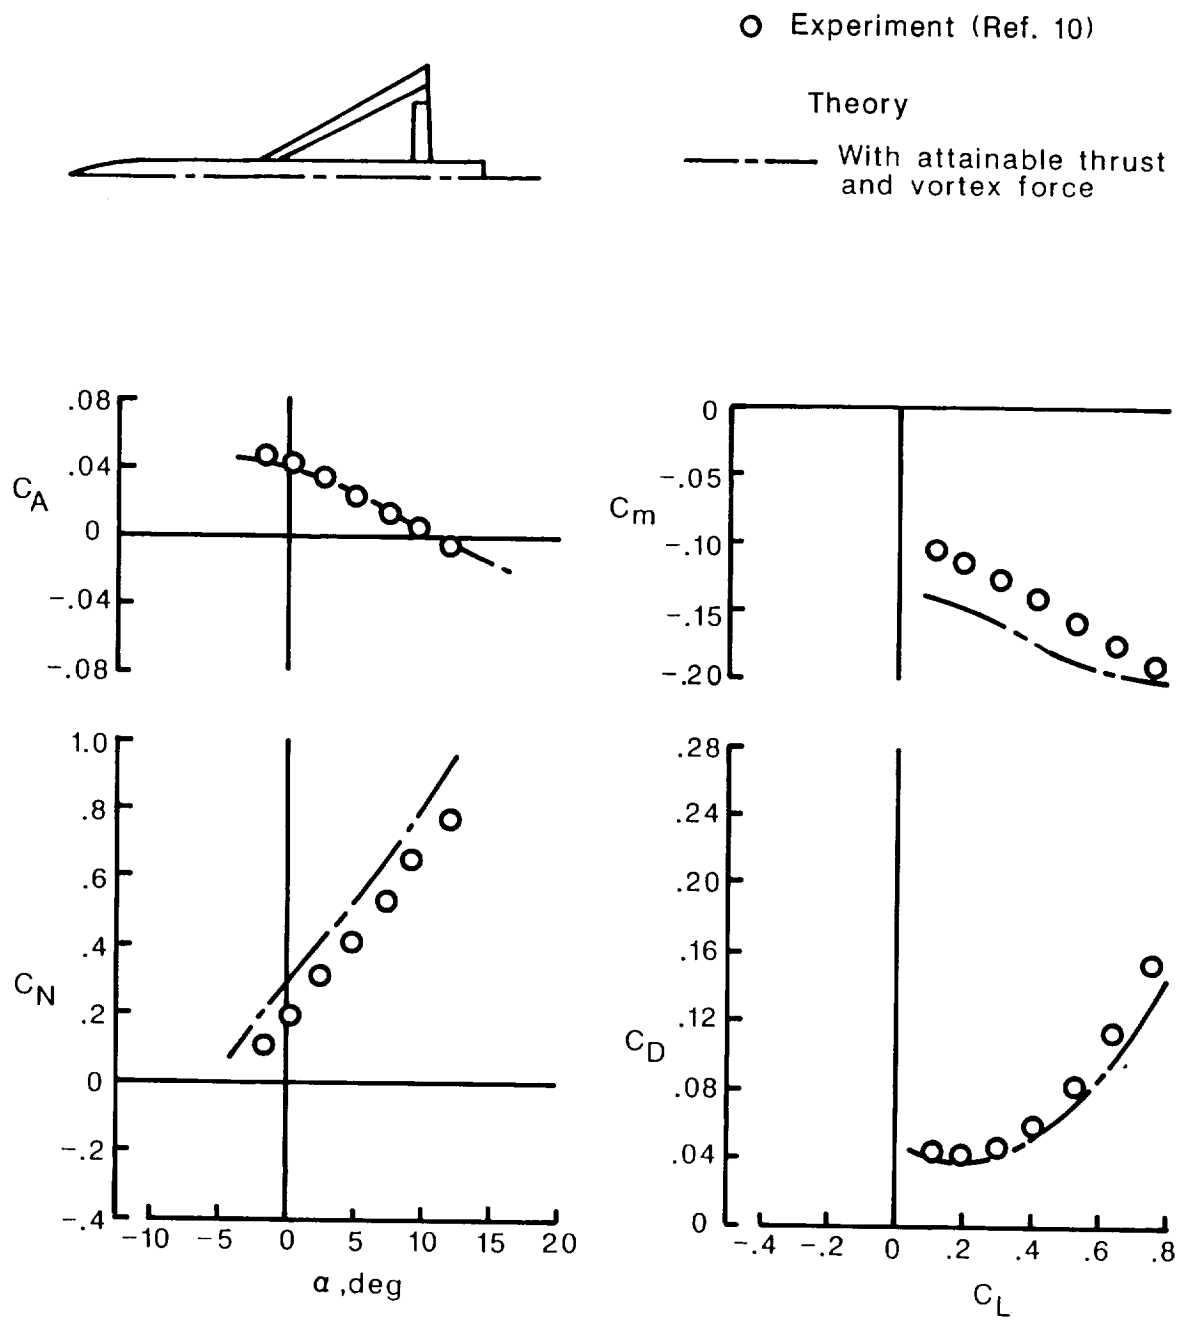 Experiment (Ref. 10)
Theory
With attainable thrust
and vortex force
.08
.04
C_A
0
-.04
-.08
0
-.05
C_m
-.10
-.15
-.20
1.0
.8
.6
.4
C_N
.2
0
-.2
-.4
-10 -5 0 5 10 15 20
α,deg
.28
.24
.20
.16
.12
C_D
.08
.04
0
-.4 -.2 0 .2 .4 .6 .8
C_L